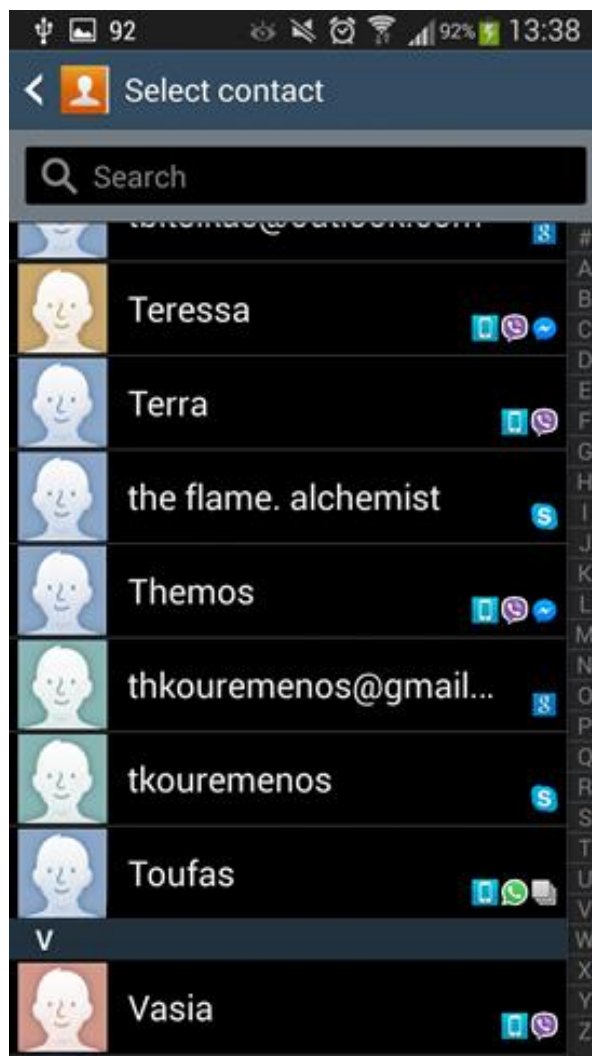 92 92% 13:38
Select contact
Search
Teressa
Terra
the flame. alchemist
Themos
thkouremenos@gmail...
tkouremenos
Toufas
V
Vasia
#
A
B
C
D
E
F
G
H
I
J
K
L
M
N
O
P
Q
R
S
T
U
V
W
X
Y
Z